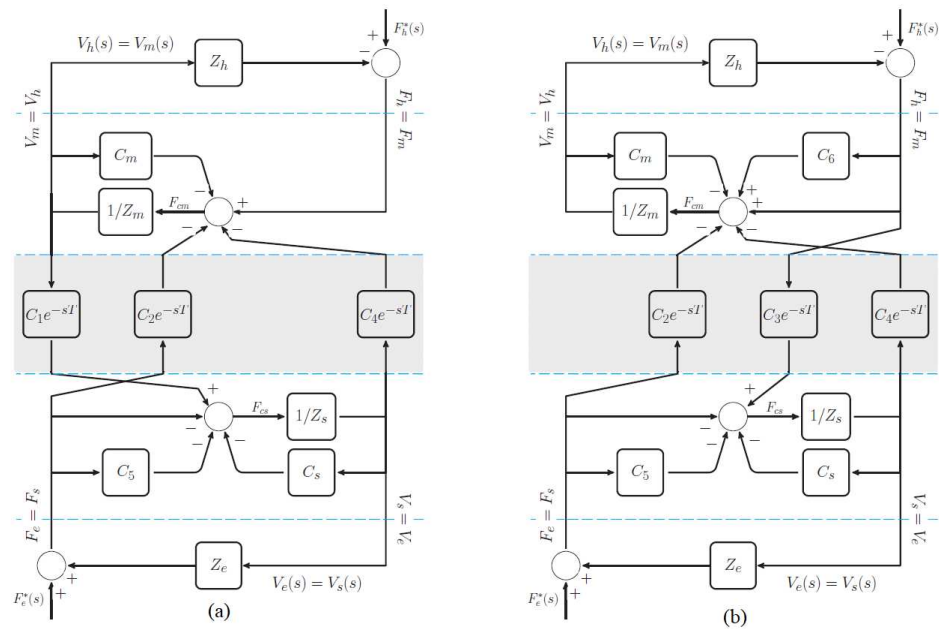 V_h(s) = V_m(s)
Z_h
+
F_h^*(s)
−
V_m = V_h
F_h = F_m
C_m
−
1/Z_m
F_cm
+
−
−
C_1e^{-sT}
C_2e^{-sT}
C_4e^{-sT}
+
F_cs
1/Z_s
−
−
−
C_5
C_s
F_e = F_s
V_s = V_e
Z_e
+
+
F_e^*(s)
V_e(s) = V_s(s)
(a)
V_h(s) = V_m(s)
Z_h
+
F_h^*(s)
−
V_m = V_h
F_h = F_m
C_m
C_6
−
+
1/Z_m
F_cm
+
−
−
C_2e^{-sT}
C_3e^{-sT}
C_4e^{-sT}
+
F_cs
1/Z_s
−
−
−
C_5
C_s
F_e = F_s
V_s = V_e
Z_e
+
+
F_e^*(s)
V_e(s) = V_s(s)
(b)